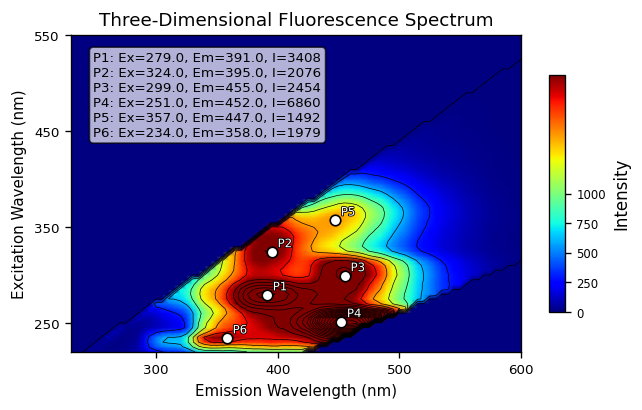 Three-Dimensional Fluorescence Spectrum
P1: Ex=279.0, Em=391.0, I=3408
P2: Ex=324.0, Em=395.0, I=2076
P3: Ex=299.0, Em=455.0, I=2454
P4: Ex=251.0, Em=452.0, I=6860
P5: Ex=357.0, Em=447.0, I=1492
P6: Ex=234.0, Em=358.0, I=1979
550
450
350
250
Excitation Wavelength (nm)
P5
P2
P3
P1
P4
P6
300
400
500
600
Emission Wavelength (nm)
1000
750
500
250
0
Intensity